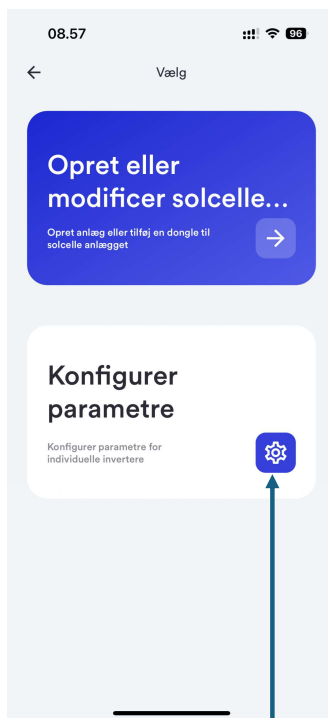 08.57
96
Vælg
Opret eller
modificer solcelle...
Opret anlæg eller tilføj en dongle til
solcelle anlægget
Konfigurer
parametre
Konfigurer parametre for
individuelle invertere